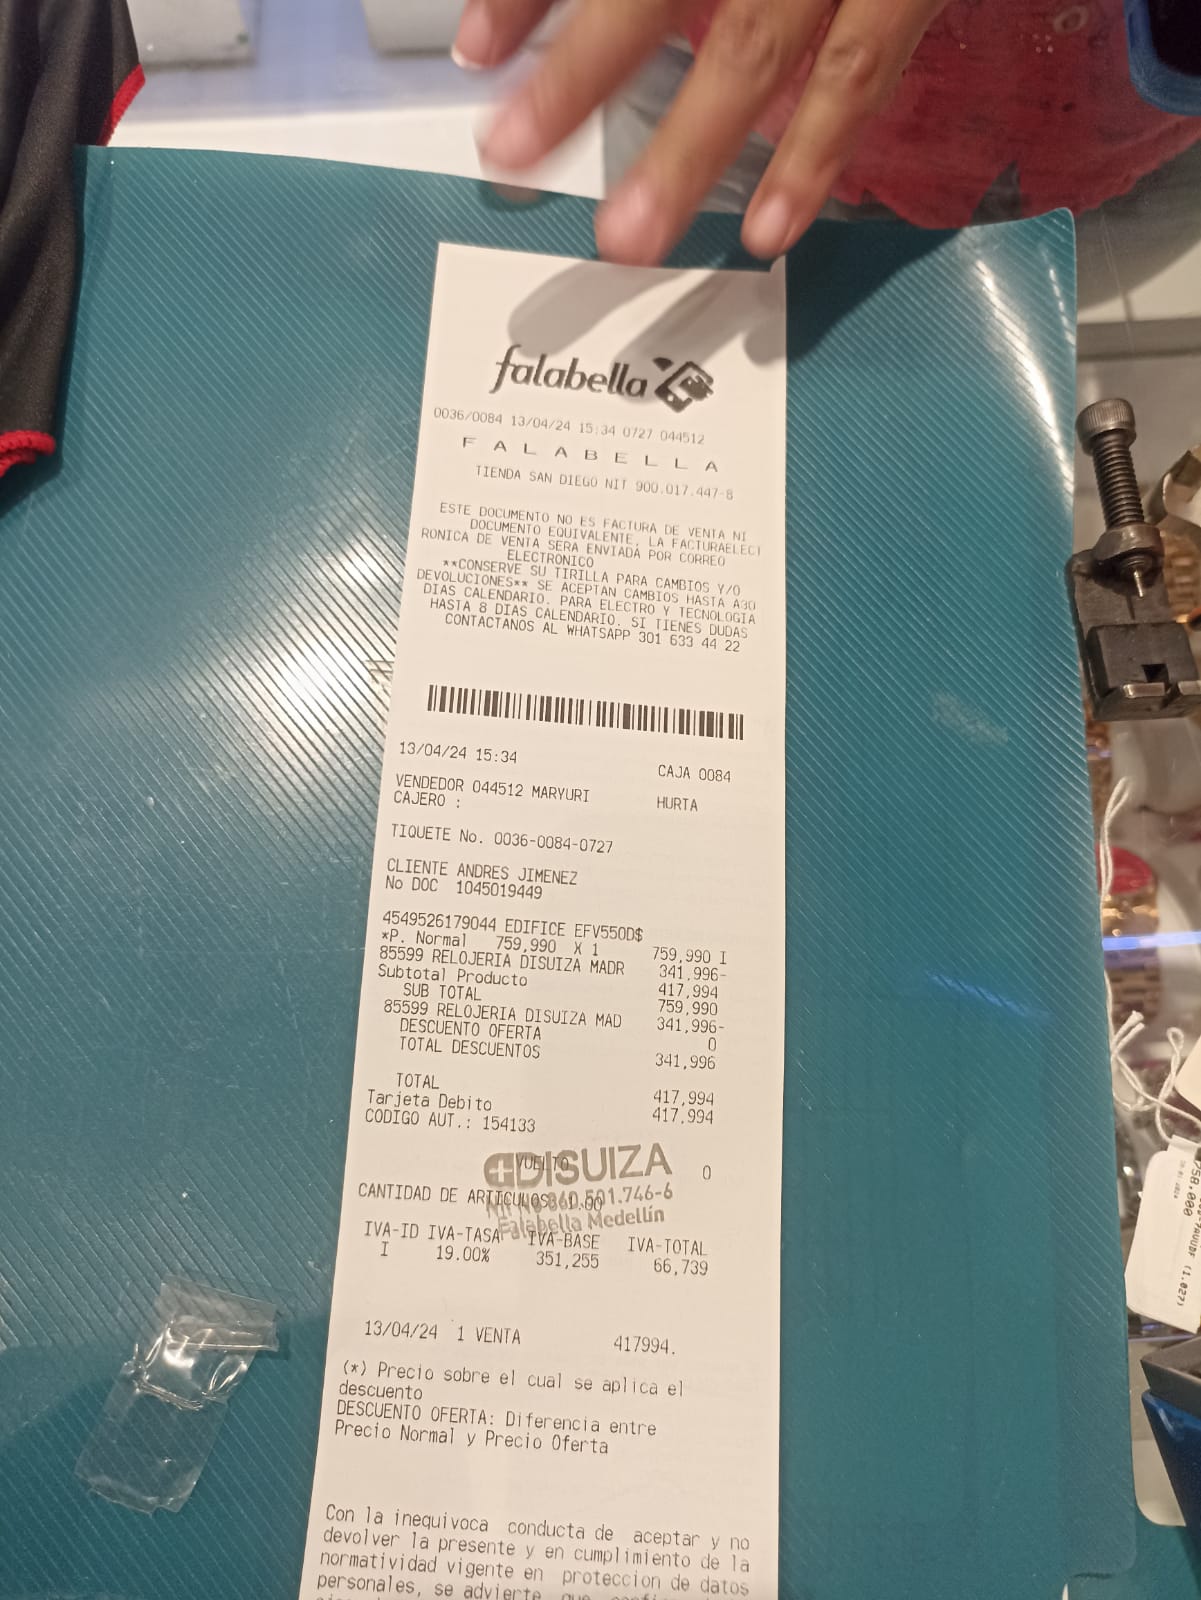 falabella
0036/0084 13/04/24 15:34 0727 044512
F A L A B E L L A
TIENDA SAN DIEGO NIT 900.017.447-8
ESTE DOCUMENTO NO ES FACTURA DE VENTA NI
DOCUMENTO EQUIVALENTE, LA FACTURAELECT
RONICA DE VENTA SERA ENVIADA POR CORREO
ELECTRONICO
**CONSERVE SU TIRILLA PARA CAMBIOS Y/O
DEVOLUCIONES** SE ACEPTAN CAMBIOS HASTA A30
DIAS CALENDARIO. PARA ELECTRO Y TECNOLOGIA
HASTA 8 DIAS CALENDARIO. SI TIENES DUDAS
CONTACTANOS AL WHATSAPP 301 633 44 22
13/04/24 15:34 CAJA 0084
VENDEDOR 044512 MARYURI HURTA
CAJERO :
TIQUETE No. 0036-0084-0727
CLIENTE ANDRES JIMENEZ
No DOC 1045019449
4549526179044 EDIFICE EFV550D$
*P. Normal 759,990 X 1 759,990 I
85599 RELOJERIA DISUIZA MADR 341,996-
Subtotal Producto 417,994
SUB TOTAL 759,990
85599 RELOJERIA DISUIZA MAD 341,996-
DESCUENTO OFERTA 0
TOTAL DESCUENTOS 341,996
TOTAL 417,994
Tarjeta Debito 417,994
CODIGO AUT.: 154133
VUELTO 0
DISUIZA
CANTIDAD DE ARTICULOS
Falabella Medellín
IVA-ID IVA-TASA IVA-BASE IVA-TOTAL
I 19.00% 351,255 66,739
13/04/24 1 VENTA 417994.
(*) Precio sobre el cual se aplica el
descuento
DESCUENTO OFERTA: Diferencia entre
Precio Normal y Precio Oferta
Con la inequivoca conducta de aceptar y no
devolver la presente y en cumplimiento de la
normatividad vigente en proteccion de datos
personales, se advierte que